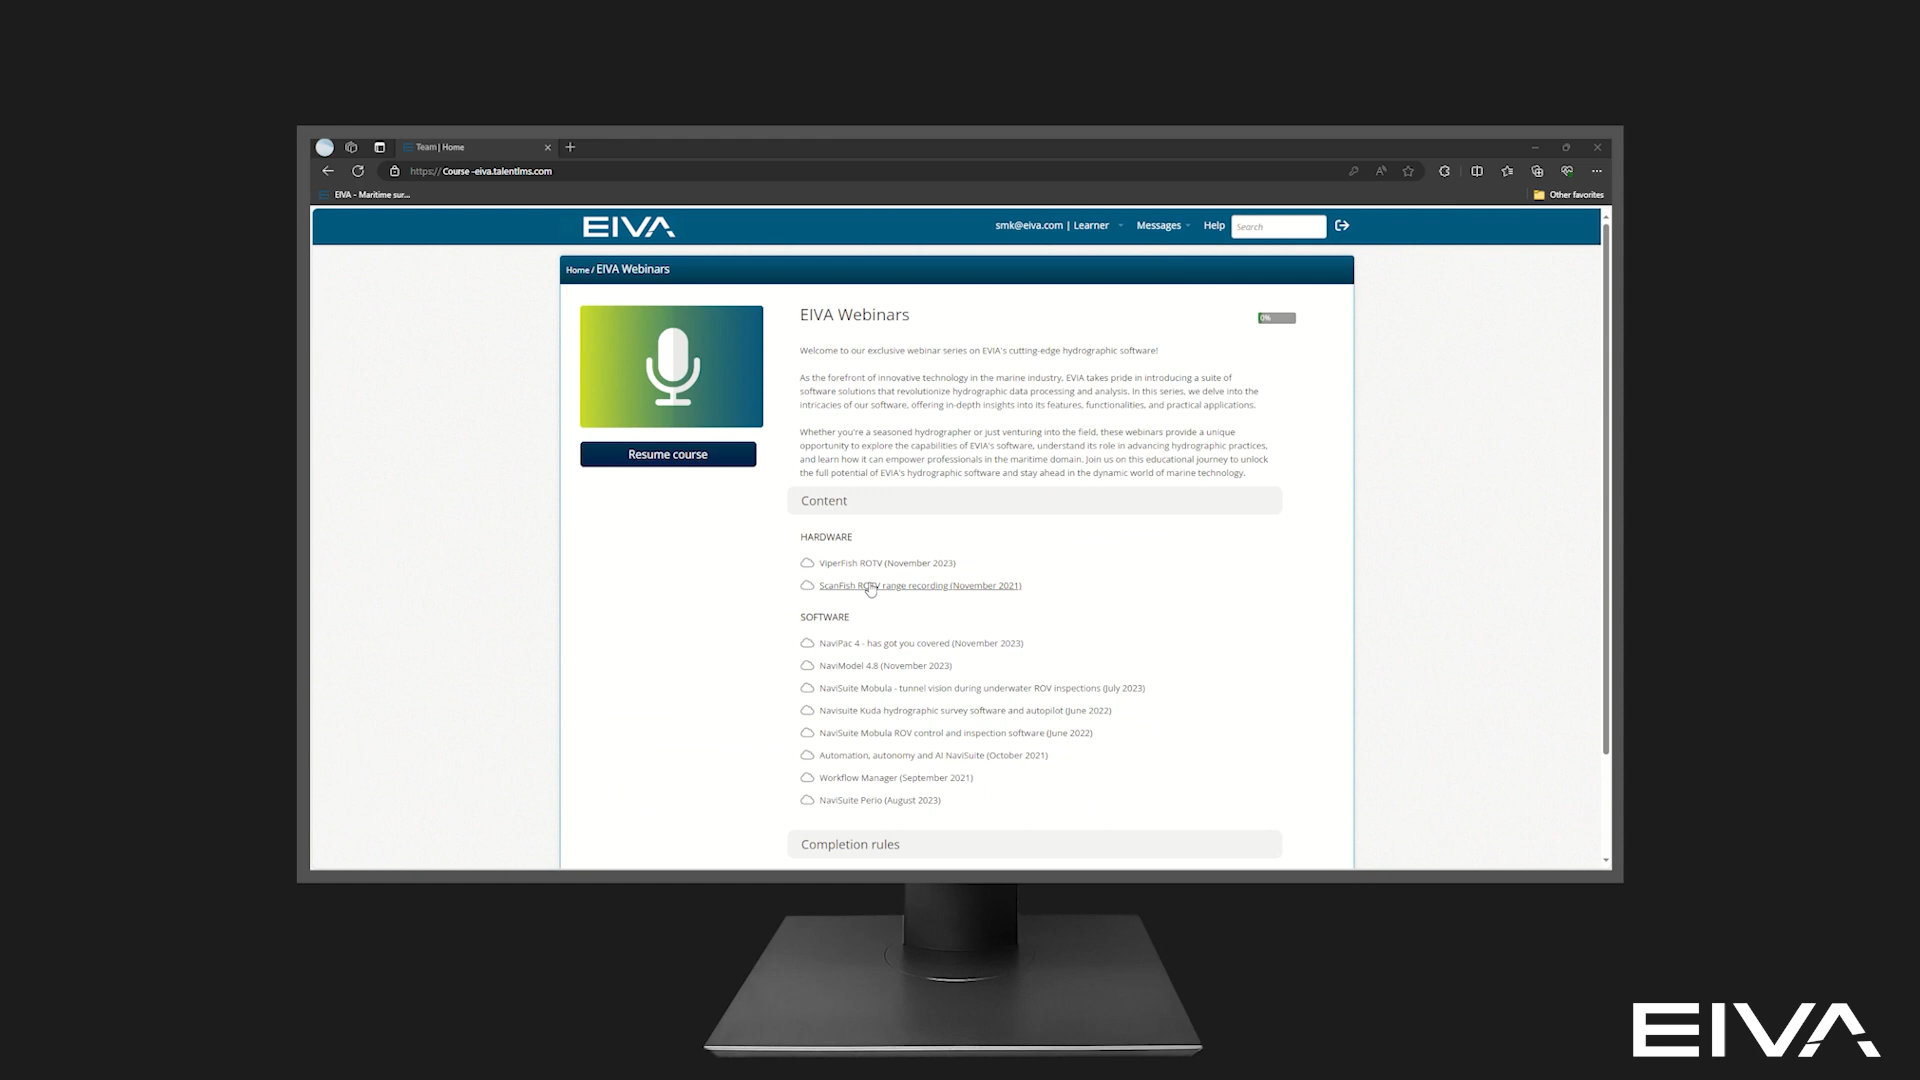 Team | Home
https:// Course -eiva.talentlms.com
EIVA - Maritime sur...
Other favorites
EIVA
smk@eiva.com | Learner
Messages
Help
Search
Home / EIVA Webinars
EIVA Webinars
0%
Welcome to our exclusive webinar series on EVIA's cutting-edge hydrographic software!
As the forefront of innovative technology in the marine industry, EVIA takes pride in introducing a suite of
software solutions that revolutionize hydrographic data processing and analysis. In this series, we delve into the
intricacies of our software, offering in-depth insights into its features, functionalities, and practical applications.
Whether you're a seasoned hydrographer or just venturing into the field, these webinars provide a unique
opportunity to explore the capabilities of EVIA's software, understand its role in advancing hydrographic practices,
and learn how it can empower professionals in the maritime domain. Join us on this educational journey to unlock
the full potential of EVIA's hydrographic software and stay ahead in the dynamic world of marine technology.
Resume course
Content
HARDWARE
ViperFish ROTV (November 2023)
ScanFish ROTV range recording (November 2021)
SOFTWARE
NaviPac 4 - has got you covered (November 2023)
NaviModel 4.8 (November 2023)
NaviSuite Mobula - tunnel vision during underwater ROV inspections (July 2023)
Navisuite Kuda hydrographic survey software and autopilot (June 2022)
NaviSuite Mobula ROV control and inspection software (June 2022)
Automation, autonomy and AI NaviSuite (October 2021)
Workflow Manager (September 2021)
NaviSuite Perio (August 2023)
Completion rules
EIVA